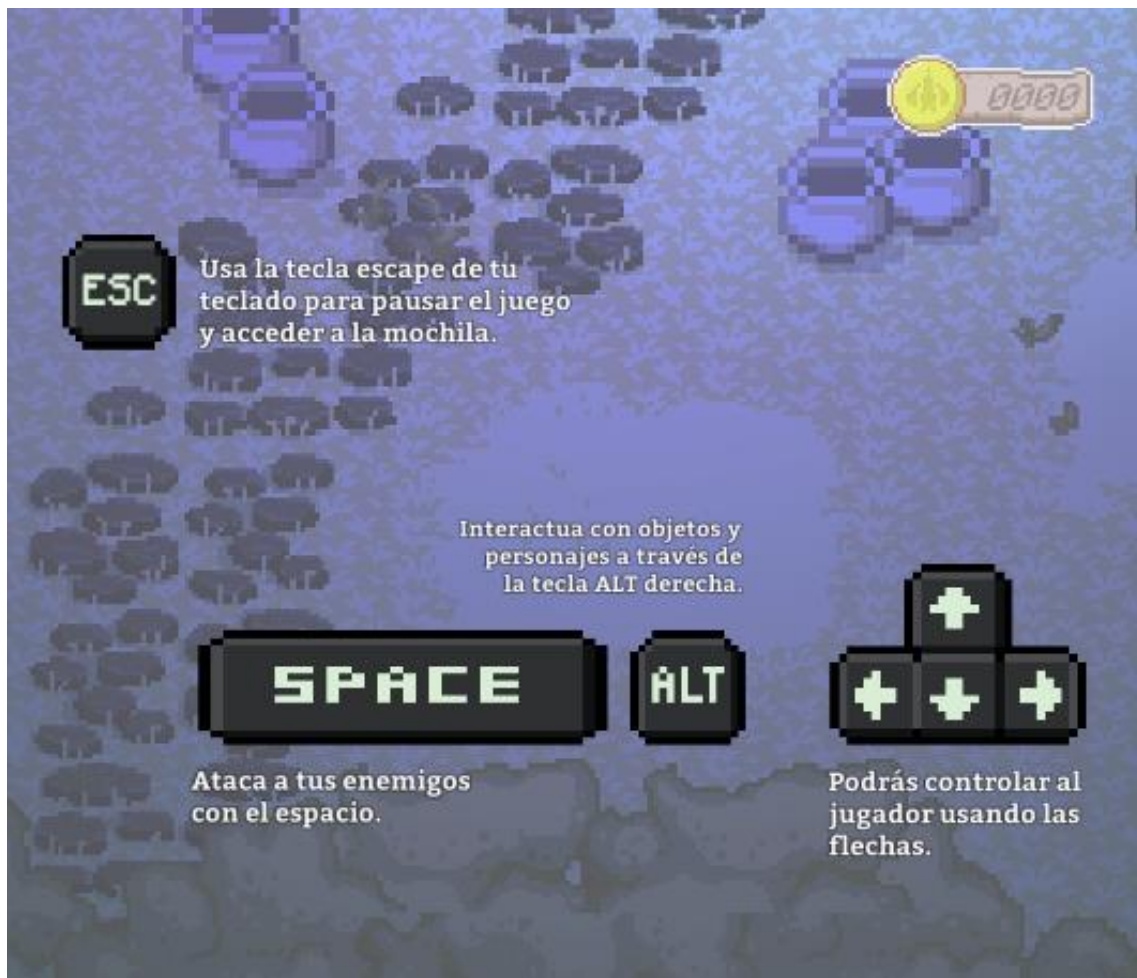 0000
ESC
Usa la tecla escape de tu
teclado para pausar el juego
y acceder a la mochila.
Interactua con objetos y
personajes a través de
la tecla ALT derecha.
SPACE
ALT
Ataca a tus enemigos
con el espacio.
Podrás controlar al
jugador usando las
flechas.